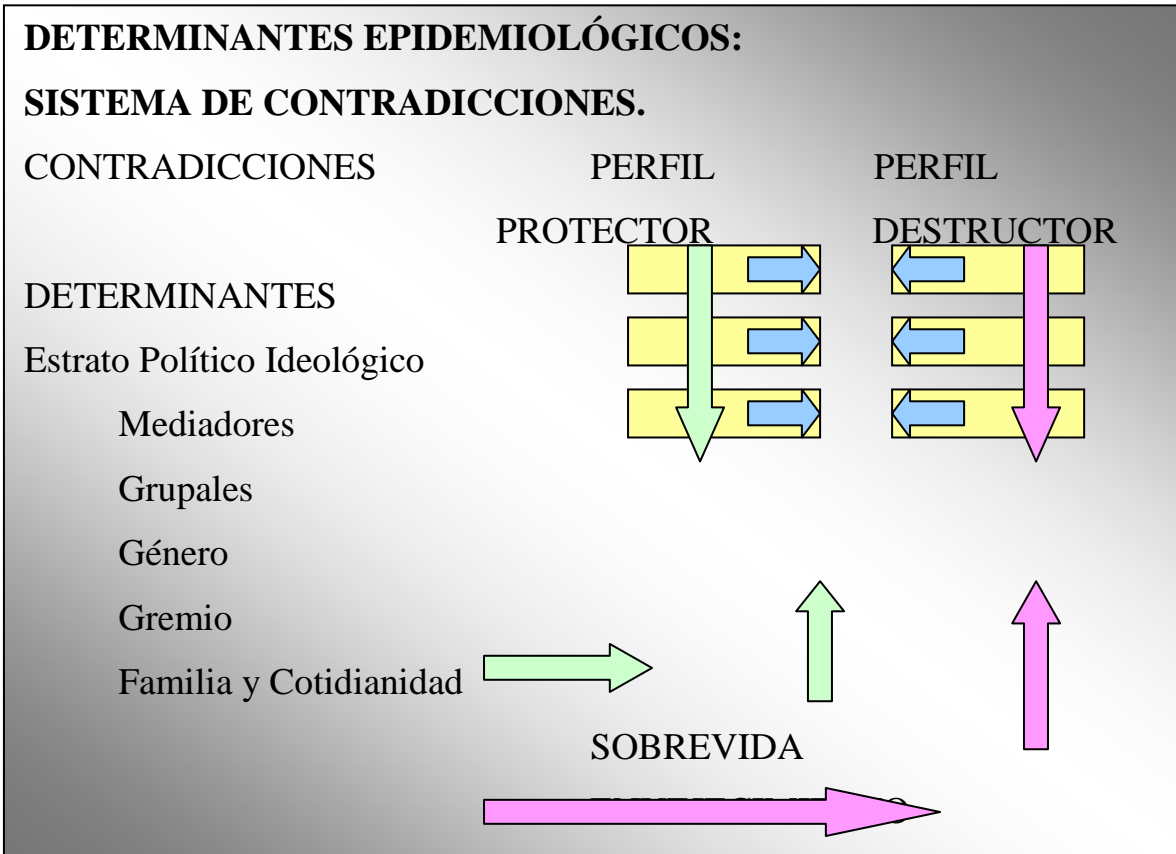 DETERMINANTES EPIDEMIOLÓGICOS:
SISTEMA DE CONTRADICCIONES.
CONTRADICCIONES PERFIL PERFIL
PROTECTOR DESTRUCTOR
DETERMINANTES
Estrato Político Ideológico
Mediadores
Grupales
Género
Gremio
Familia y Cotidianidad
SOBREVIDA